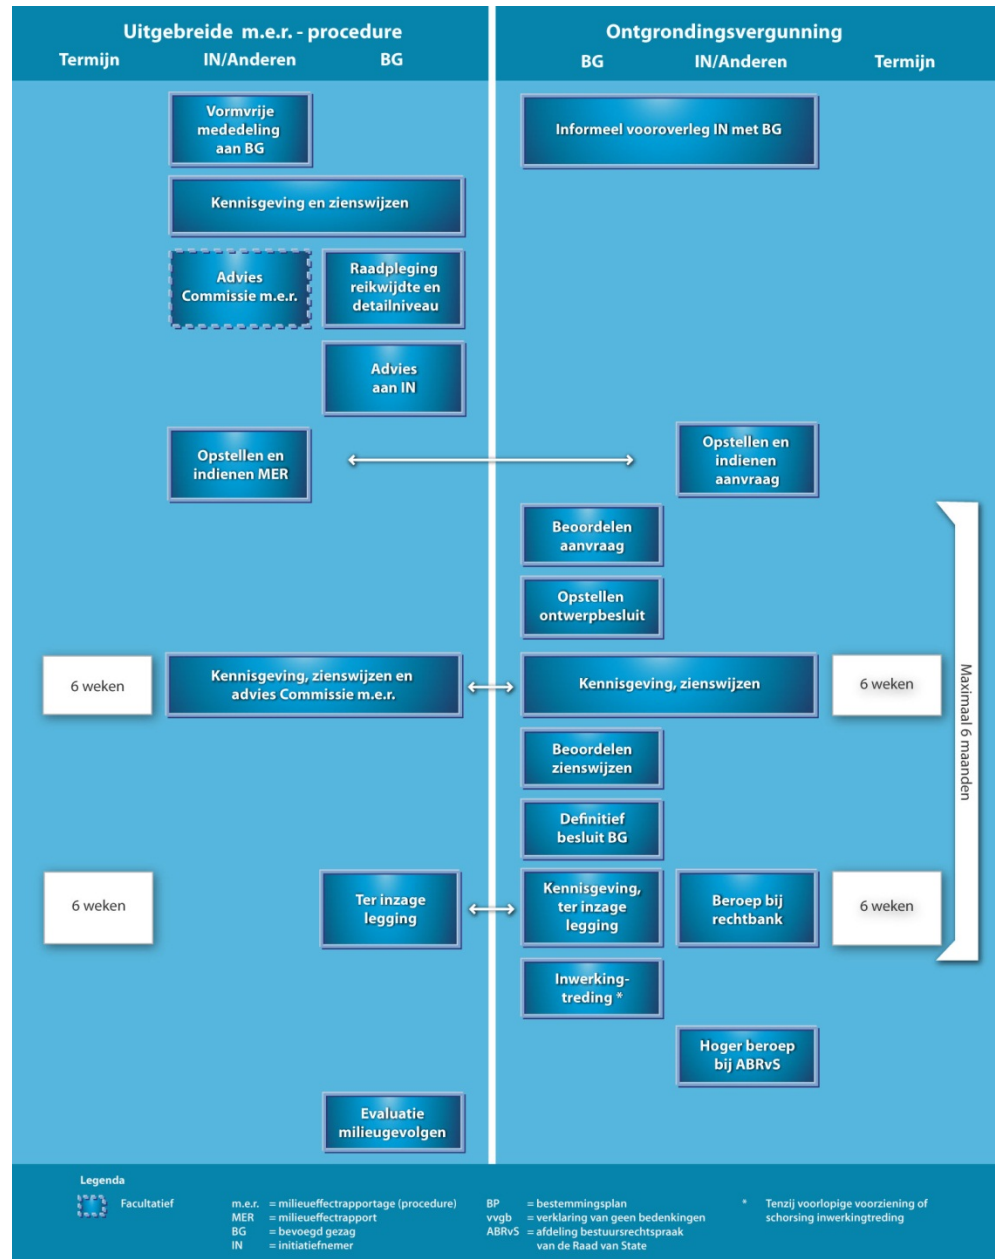 Uitgebreide m.e.r. - procedure
Termijn
IN/Anderen
BG
Ontgrondingsvergunning
BG
IN/Anderen
Termijn
Vormvrije
mededeling
aan BG
Informeel vooroverleg IN met BG
Kennisgeving en zienswijzen
Advies
Commissie m.e.r.
Raadpleging
reikwijdte en
detailniveau
Advies
aan IN
Opstellen en
indienen MER
Opstellen en
indienen
aanvraag
Beoordelen
aanvraag
Opstellen
ontwerpbesluit
6 weken
Kennisgeving, zienswijzen en
advies Commissie m.e.r.
Kennisgeving, zienswijzen
6 weken
Maximaal 6 maanden
Beoordelen
zienswijzen
Definitief
besluit BG
6 weken
Ter inzage
legging
Kennisgeving,
ter inzage
legging
Beroep bij
rechtbank
6 weken
Inwerking-
treding *
Hoger beroep
bij ABRvS
Evaluatie
milieugevolgen
Legenda
Facultatief
m.e.r. = milieueffectrapportage (procedure)
MER = milieueffectrapport
BG = bevoegd gezag
IN = initiatiefnemer
BP = bestemmingsplan
vvgb = verklaring van geen bedenkingen
ABRvS = afdeling bestuursrechtspraak
van de Raad van State
* Tenzij voorlopige voorziening of
schorsing inwerkingtreding